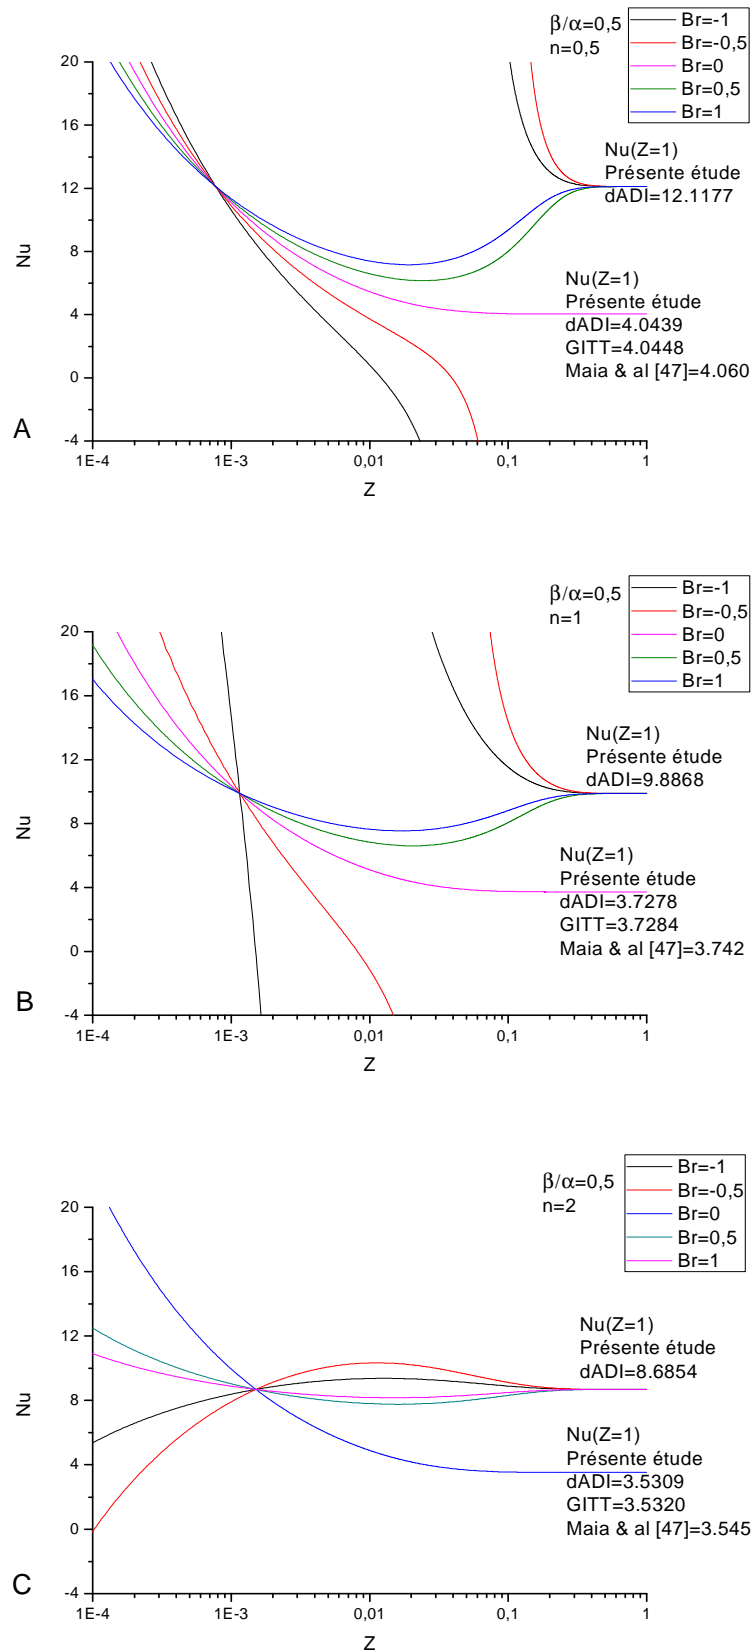 β/α=0,5
n=0,5
Br=-1
Br=-0,5
Br=0
Br=0,5
Br=1
20
16
12
8
4
0
-4
Nu
Nu(Z=1)
Présente étude
dADI=12.1177
Nu(Z=1)
Présente étude
dADI=4.0439
GITT=4.0448
Maia & al [47]=4.060
A
1E-4 1E-3 0,01 0,1 1
Z
β/α=0,5
n=1
Br=-1
Br=-0,5
Br=0
Br=0,5
Br=1
20
16
12
8
4
0
-4
Nu
Nu(Z=1)
Présente étude
dADI=9.8868
Nu(Z=1)
Présente étude
dADI=3.7278
GITT=3.7284
Maia & al [47]=3.742
B
1E-4 1E-3 0,01 0,1 1
Z
β/α=0,5
n=2
Br=-1
Br=-0,5
Br=0
Br=0,5
Br=1
20
16
12
8
4
0
-4
Nu
Nu(Z=1)
Présente étude
dADI=8.6854
Nu(Z=1)
Présente étude
dADI=3.5309
GITT=3.5320
Maia & al [47]=3.545
C
1E-4 1E-3 0,01 0,1 1
Z